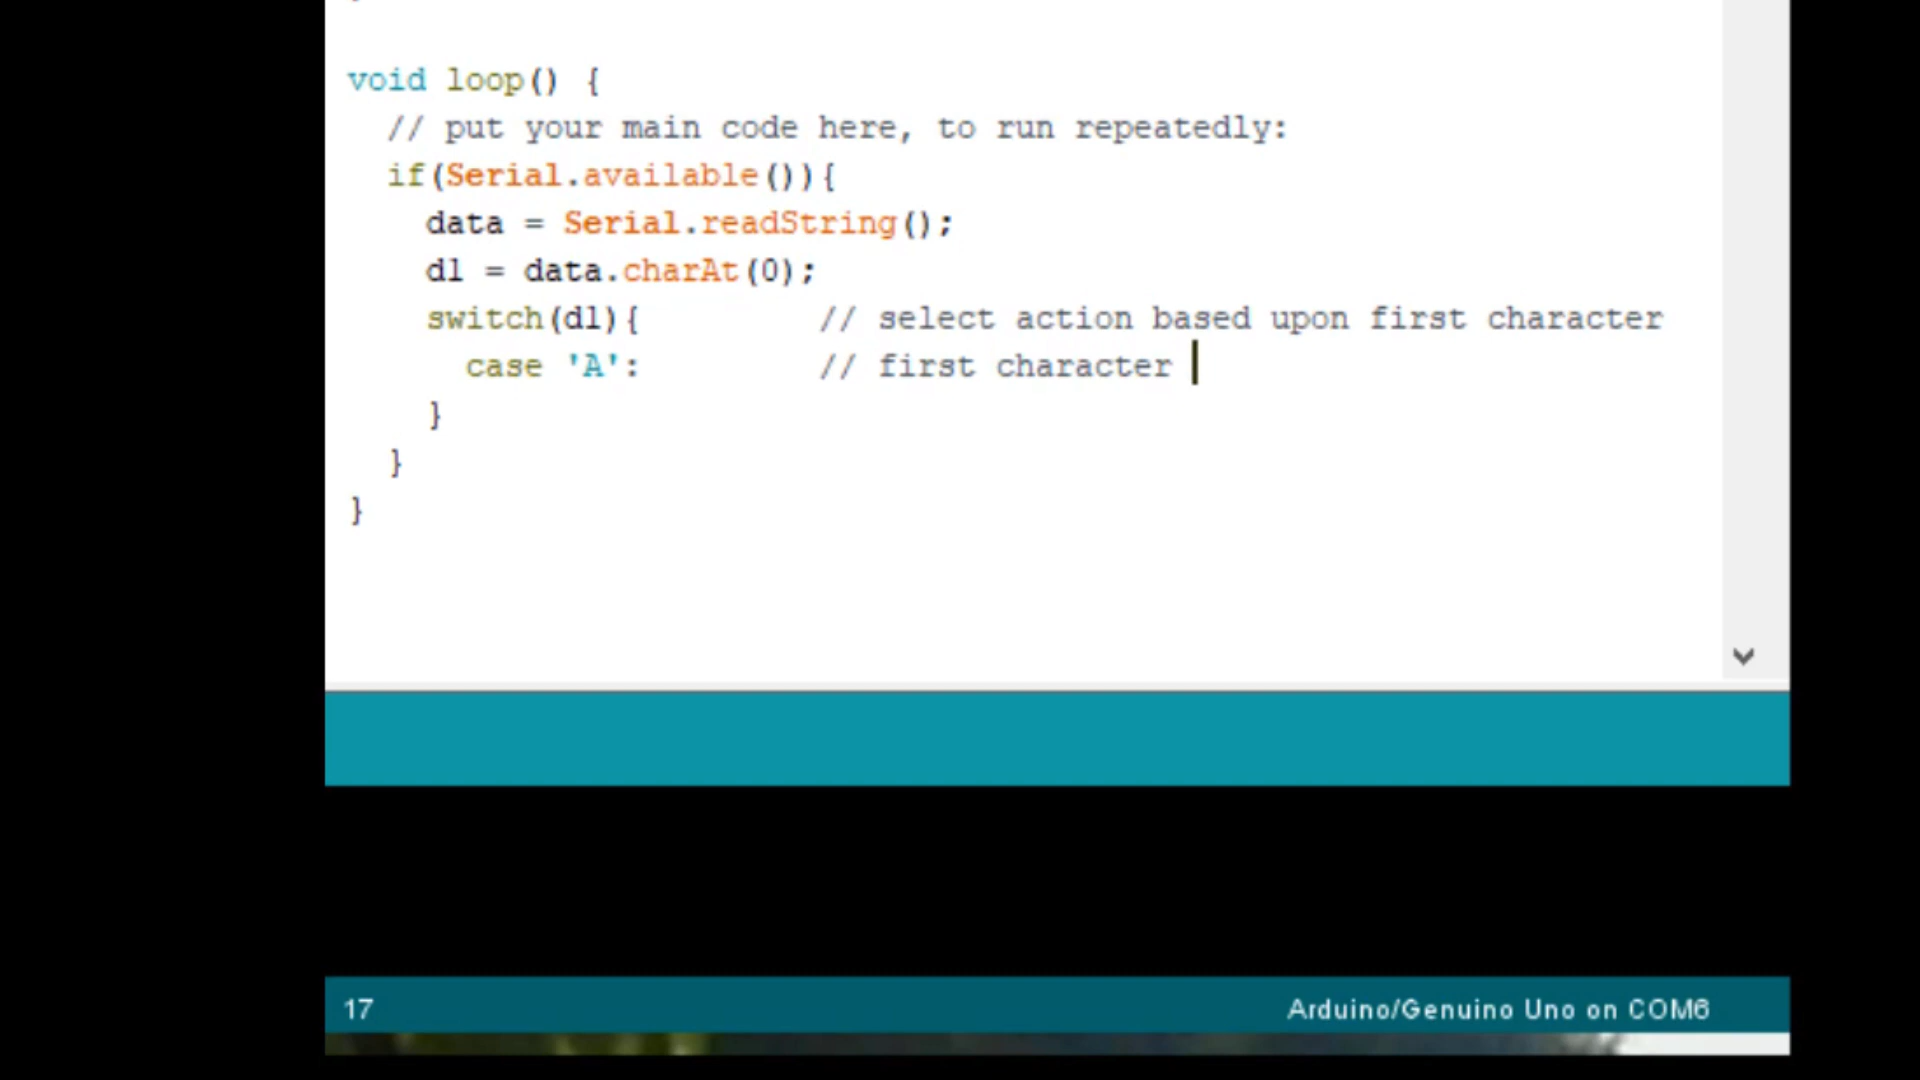 void loop() {
// put your main code here, to run repeatedly:
if(Serial.available()){
data = Serial.readString();
dl = data.charAt(0);
switch(dl){ // select action based upon first character
case 'A': // first character
}
}
}
17
Arduino/Genuino Uno on COM6